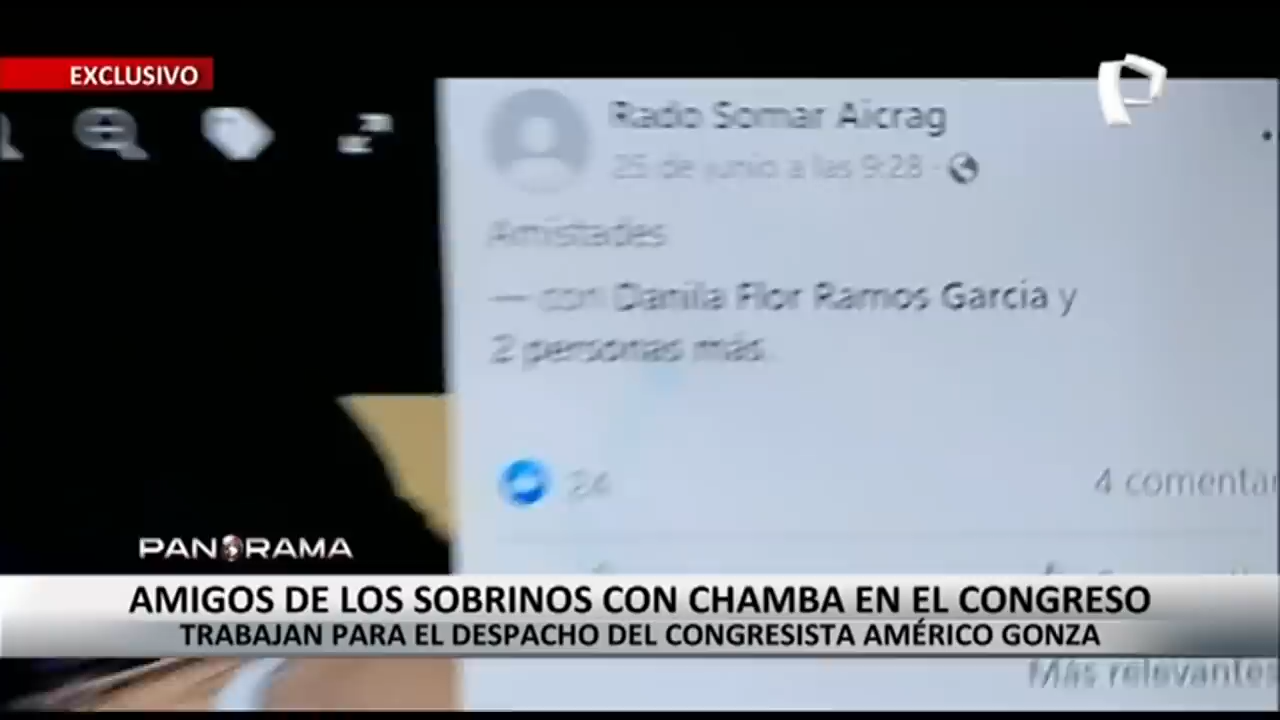 EXCLUSIVO
Rado Somar Aicrag
25 de junio a las 9:28
Amistades
— con Danila Flor Ramos Garcia y
2 personas más.
24
4 comentar
PANORAMA
AMIGOS DE LOS SOBRINOS CON CHAMBA EN EL CONGRESO
TRABAJAN PARA EL DESPACHO DEL CONGRESISTA AMÉRICO GONZA
Más relevantes